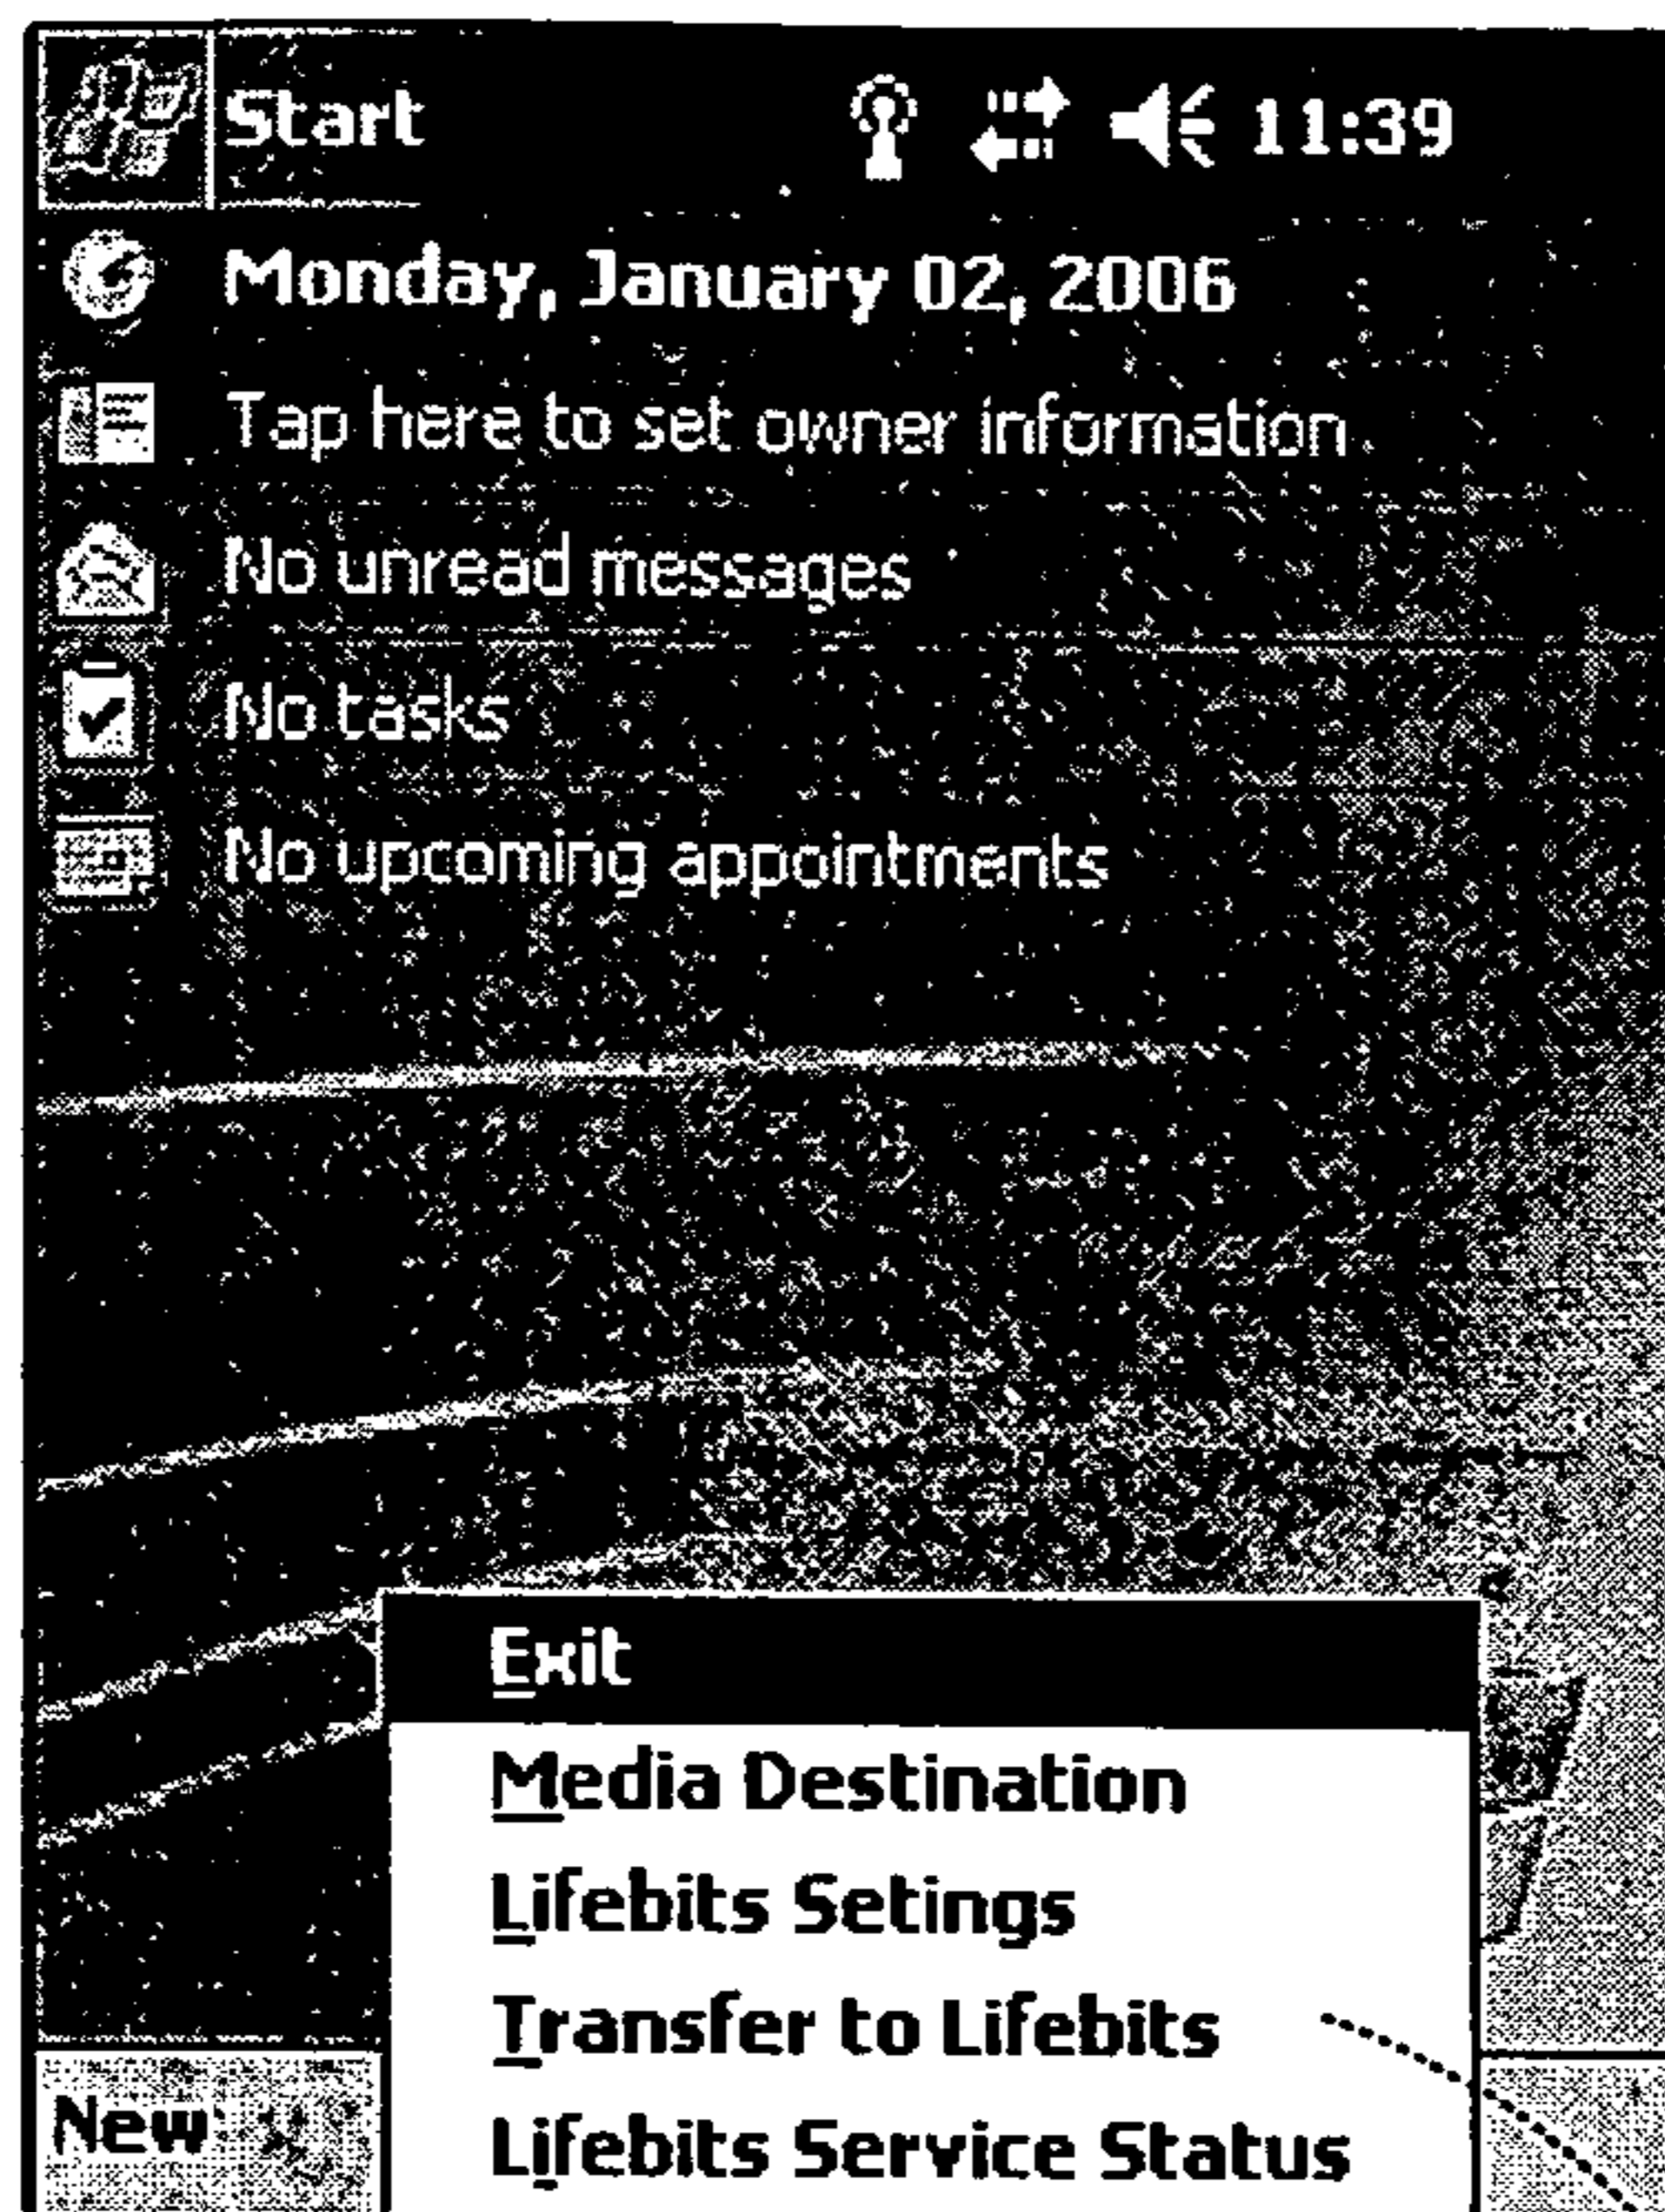 Start 11:39
Monday, January 02, 2006
Tap here to set owner information
No unread messages
No tasks
No upcoming appointments
Exit
Media Destination
Lifebits Setings
Transfer to Lifebits
New
Lifebits Service Status